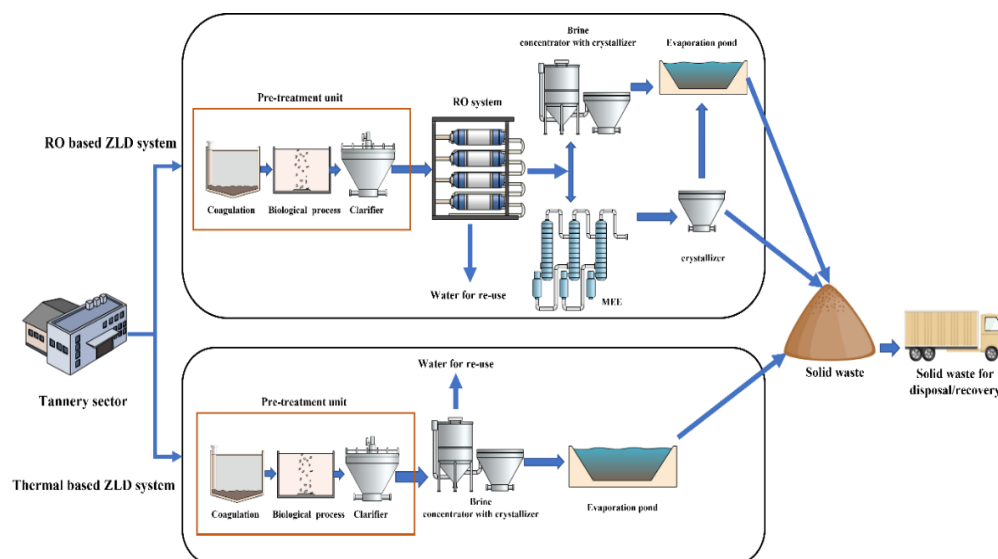 Brine
concentrator with crystallizer
Evaporation pond
Pre-treatment unit
RO system
RO based ZLD system
Coagulation
Biological process
Clarifier
crystallizer
Water for re-use
MEE
Tannery sector
Solid waste
Solid waste for
disposal/recovery
Water for re-use
Pre-treatment unit
Thermal based ZLD system
Coagulation
Biological process
Clarifier
Brine
concentrator with crystallizer
Evaporation pond